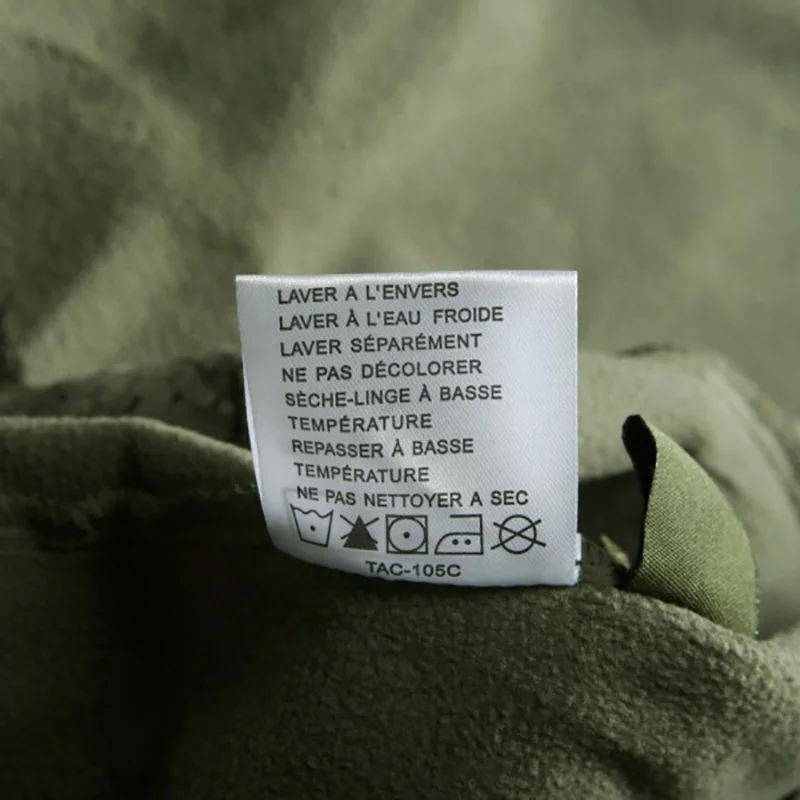 LAVER A L'ENVERS
LAVER À L'EAU FROIDE
LAVER SÉPARÉMENT
NE PAS DÉCOLORER
SÈCHE-LINGE À BASSE
TEMPÉRATURE
REPASSER À BASSE
TEMPÉRATURE
NE PAS NETTOYER A SEC
TAC-105C